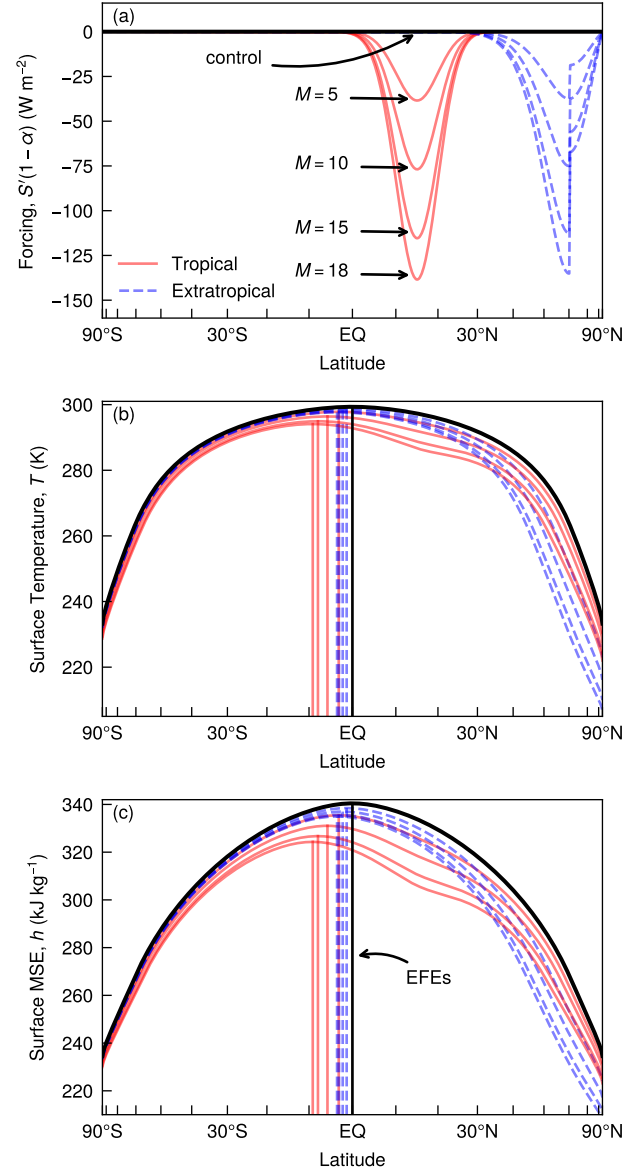 (a)
0
−25
−50
−75
−100
−125
−150
Forcing, S′(1 − α) (W m⁻²)
control
M = 5
M = 10
M = 15
M = 18
Tropical
Extratropical
90°S 30°S EQ 30°N 90°N
Latitude
(b)
300
280
260
240
220
Surface Temperature, T (K)
90°S 30°S EQ 30°N 90°N
Latitude
(c)
340
320
300
280
260
240
220
Surface MSE, h (kJ kg⁻¹)
EFEs
90°S 30°S EQ 30°N 90°N
Latitude